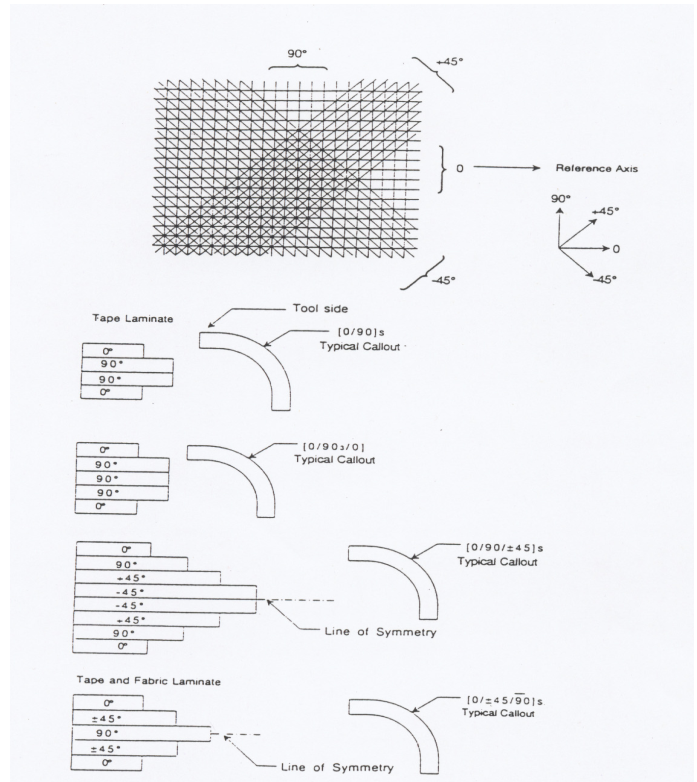 90°
+45°
0
Reference Axis
-45°
90°
+45°
0
-45°
Tape Laminate
Tool side
[0/90]s
Typical Callout
0°
90°
90°
0°
[0/90₃/0]
Typical Callout
0°
90°
90°
90°
0°
[0/90/±45]s
Typical Callout
0°
90°
+45°
-45°
-45°
+45°
90°
0°
Line of Symmetry
Tape and Fabric Laminate
[0/±45/9̅0̅]s
Typical Callout
0°
±45°
90°
±45°
0°
Line of Symmetry